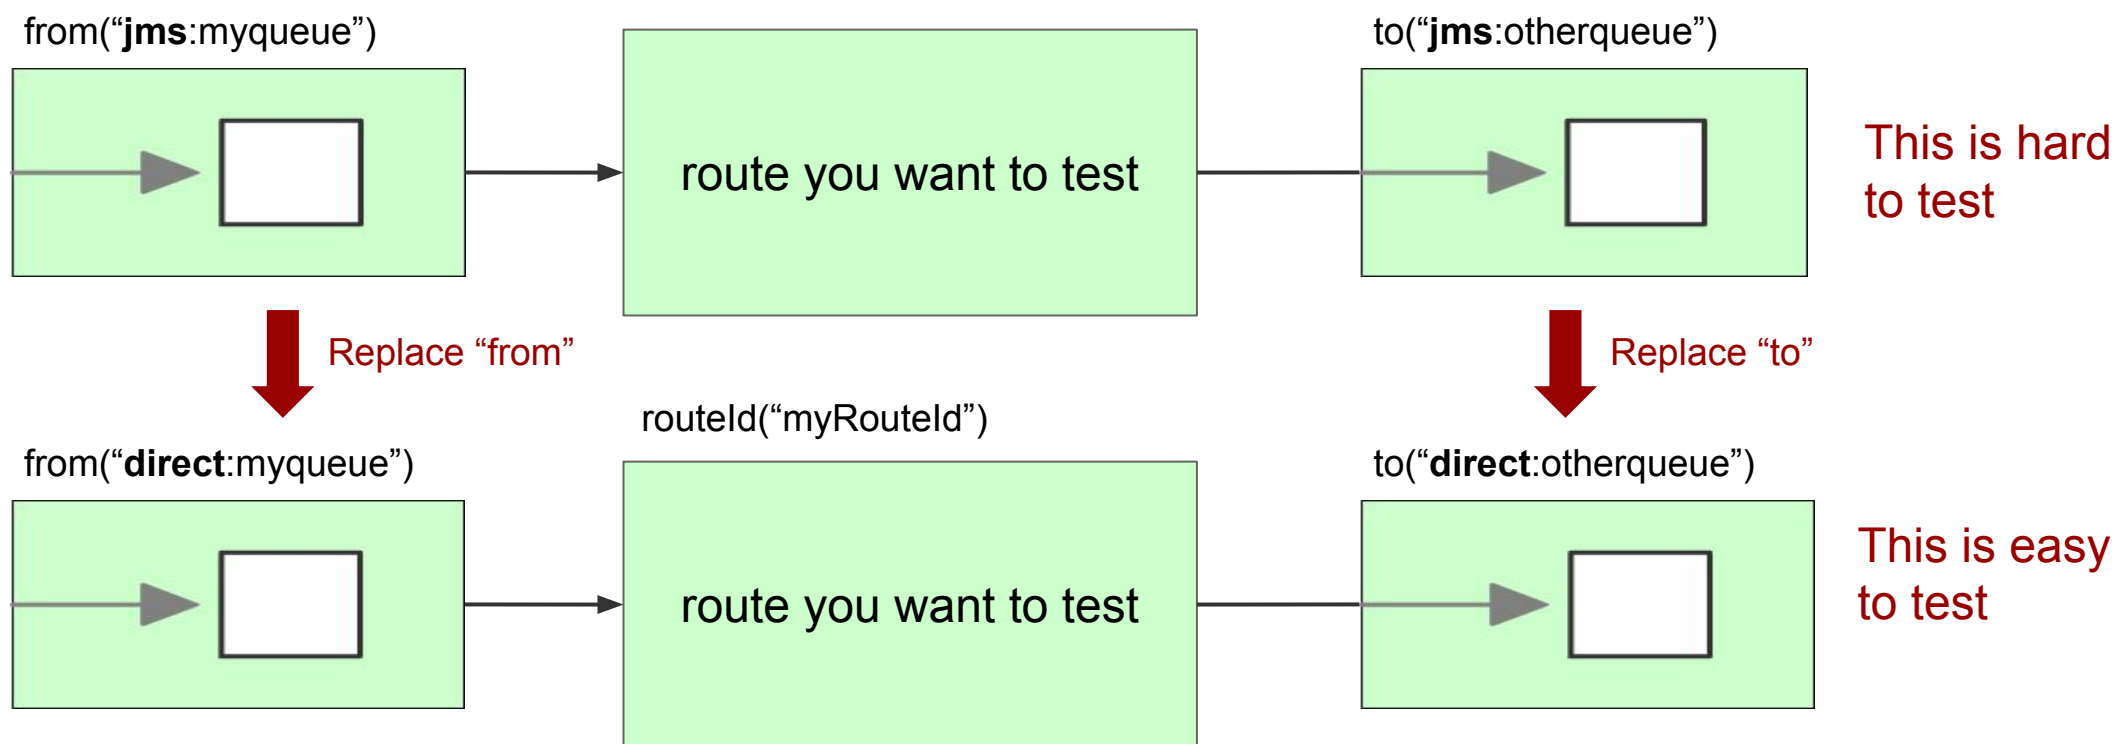 from(“jms:myqueue”)
to(“jms:otherqueue”)
route you want to test
This is hard
to test
Replace “from”
Replace “to”
routeId(“myRouteId”)
from(“direct:myqueue”)
to(“direct:otherqueue”)
route you want to test
This is easy
to test